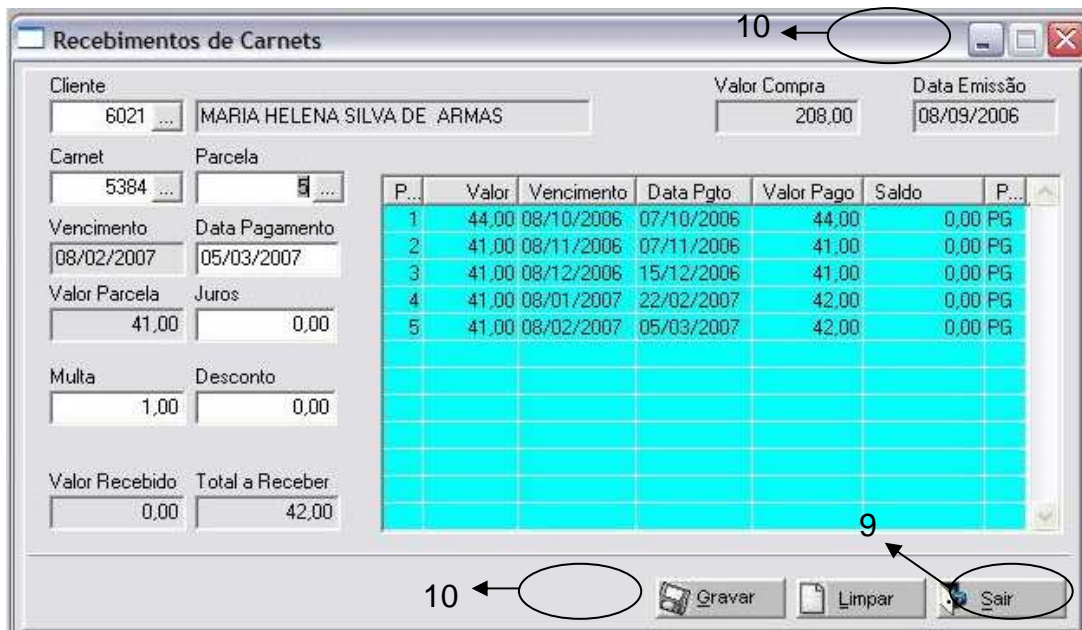 10
Recebimentos de Carnets
Cliente Valor Compra Data Emissão
6021 ... MARIA HELENA SILVA DE ARMAS 208,00 08/09/2006
Carnet Parcela
5384 ... 5 ...
Vencimento Data Pagamento
08/02/2007 05/03/2007
Valor Parcela Juros
41,00 0,00
Multa Desconto
1,00 0,00
Valor Recebido Total a Receber
0,00 42,00
P... Valor Vencimento Data Pgto Valor Pago Saldo P...
1 44,00 08/10/2006 07/10/2006 44,00 0,00 PG
2 41,00 08/11/2006 07/11/2006 41,00 0,00 PG
3 41,00 08/12/2006 15/12/2006 41,00 0,00 PG
4 41,00 08/01/2007 22/02/2007 42,00 0,00 PG
5 41,00 08/02/2007 05/03/2007 42,00 0,00 PG
9
10 Gravar Limpar Sair